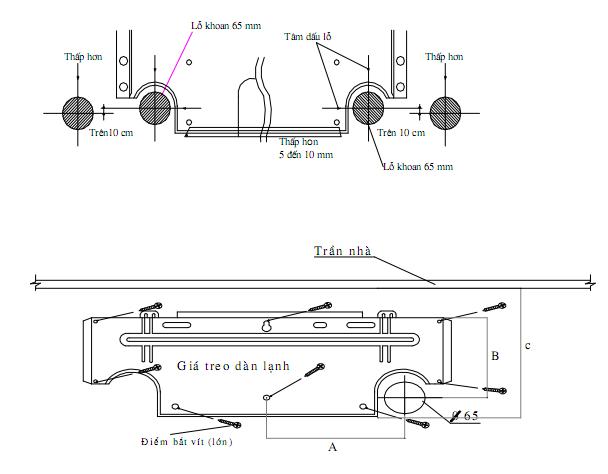 Lỗ khoan 65 mm
Tâm dấu lỗ
Thấp hơn
Thấp hơn
Trên10 cm
Trên 10 cm
Thấp hơn
5 đến 10 mm
Lỗ khoan 65 mm
Trần nhà
B
c
Giá treo dàn lạnh
65
Điểm bắt vít (lớn)
A